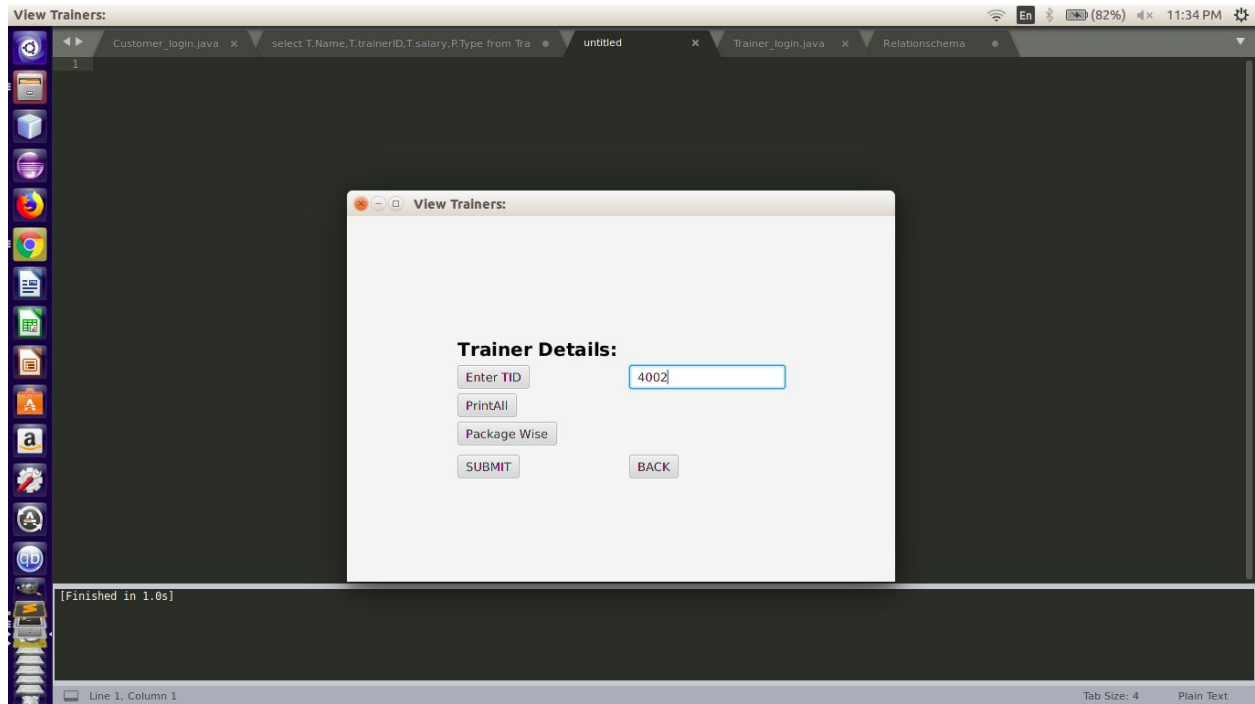 View Trainers:
En (82%) 11:34 PM
Customer_login.java x select T.Name,T.trainerID,T.salary,P.Type from Tra untitled x Trainer_login.java x Relationschema
1
View Trainers:
Trainer Details:
Enter TID 4002
PrintAll
Package Wise
SUBMIT BACK
a
qb
[Finished in 1.0s]
Line 1, Column 1 Tab Size: 4 Plain Text